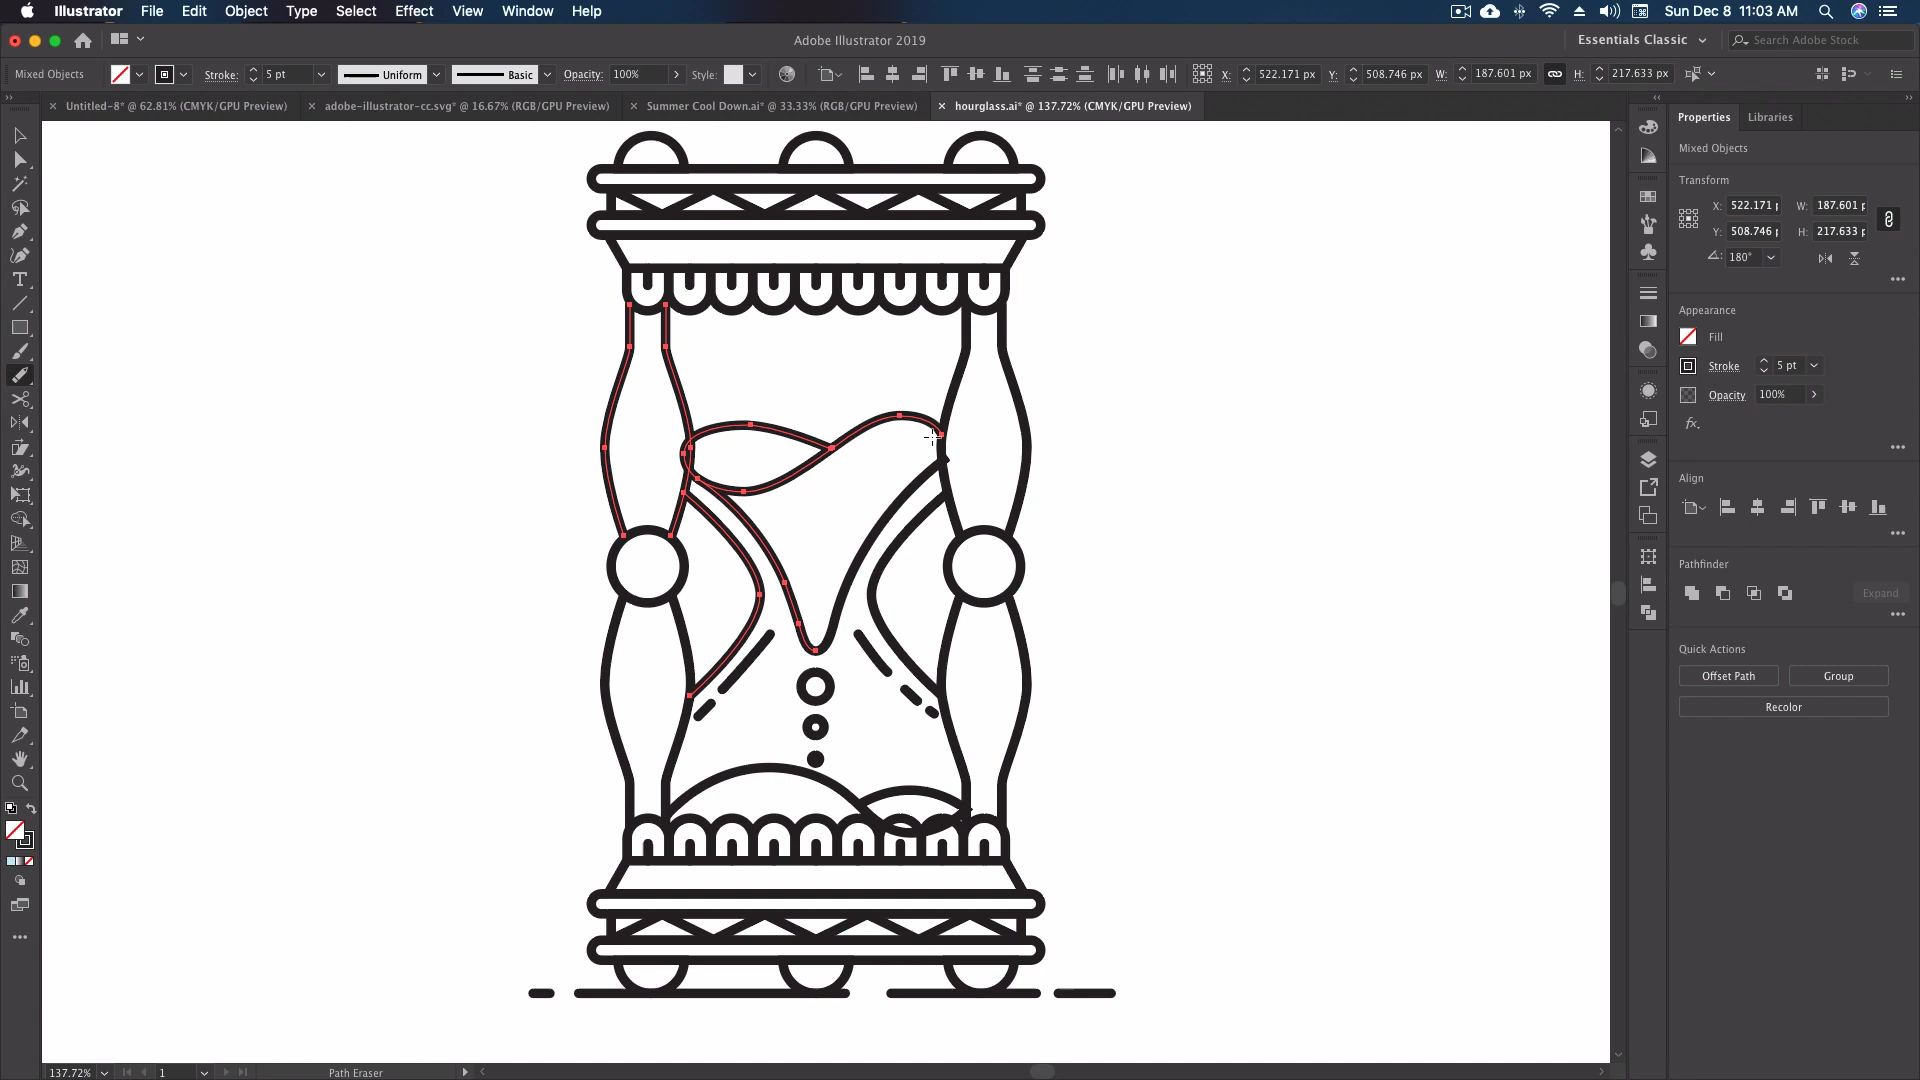 Illustrator File Edit Object Type Select Effect View Window Help Sun Dec 8 11:03 AM
Adobe Illustrator 2019 Essentials Classic Search Adobe Stock
Mixed Objects Stroke: 5 pt Uniform Basic Opacity: 100% Style: X: 522.171 px Y: 508.746 px W: 187.601 px H: 217.633 px
Untitled-8* @ 62.81% (CMYK/GPU Preview) adobe-illustrator-cc.svg* @ 16.67% (RGB/GPU Preview) Summer Cool Down.ai* @ 33.33% (RGB/GPU Preview) hourglass.ai* @ 137.72% (CMYK/GPU Preview)
Properties Libraries
Mixed Objects
Transform
X: 522.171 W: 187.601
Y: 508.746 H: 217.633
180°
Appearance
Fill
Stroke 5 pt
Opacity 100%
fx.
Align
Pathfinder
Expand
Quick Actions
Offset Path Group
Recolor
137.72% 1 Path Eraser